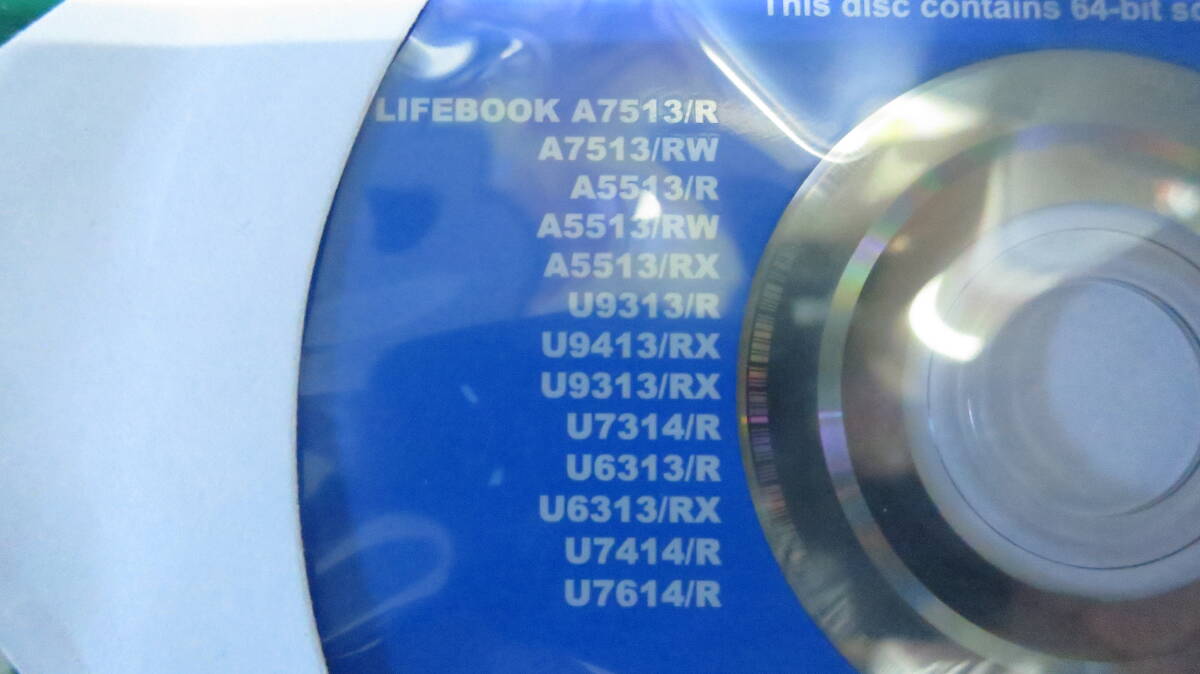 This disc contains 64-bit
LIFEBOOK A7513/R
A7513/RW
A5513/R
A5513/RW
A5513/RX
U9313/R
U9413/RX
U9313/RX
U7314/R
U6313/R
U6313/RX
U7414/R
U7614/R